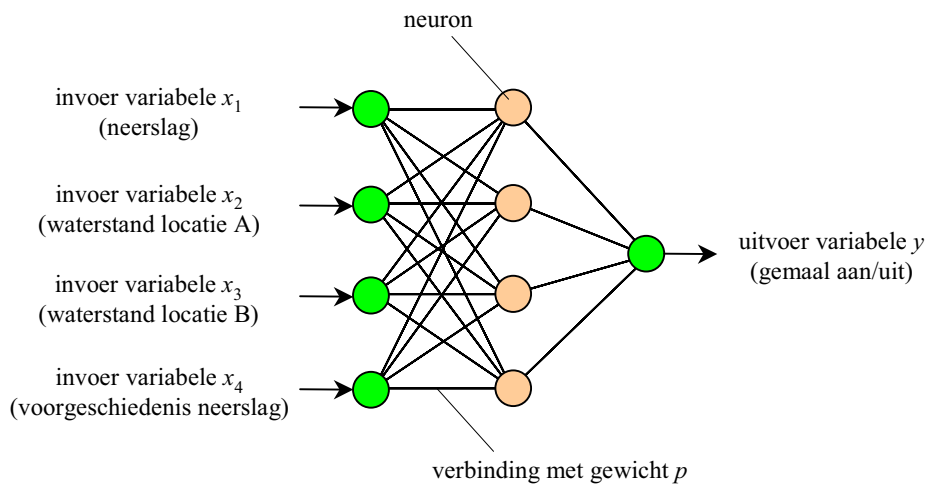 neuron
invoer variabele x₁
(neerslag)
invoer variabele x₂
(waterstand locatie A)
invoer variabele x₃
(waterstand locatie B)
invoer variabele x₄
(voorgeschiedenis neerslag)
uitvoer variabele y
(gemaal aan/uit)
verbinding met gewicht p